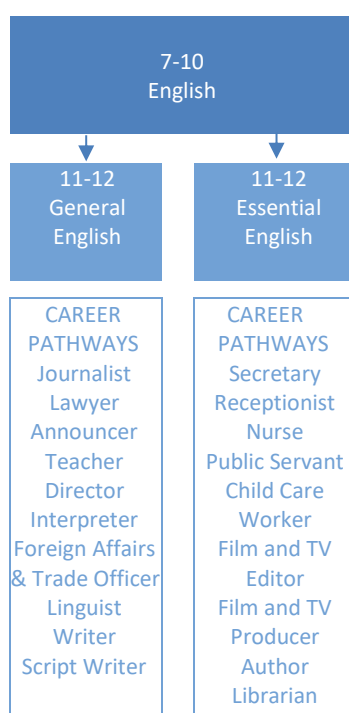 7-10
English
11-12
General
English
11-12
Essential
English
CAREER
PATHWAYS
Journalist
Lawyer
Announcer
Teacher
Director
Interpreter
Foreign Affairs
& Trade Officer
Linguist
Writer
Script Writer
CAREER
PATHWAYS
Secretary
Receptionist
Nurse
Public Servant
Child Care
Worker
Film and TV
Editor
Film and TV
Producer
Author
Librarian